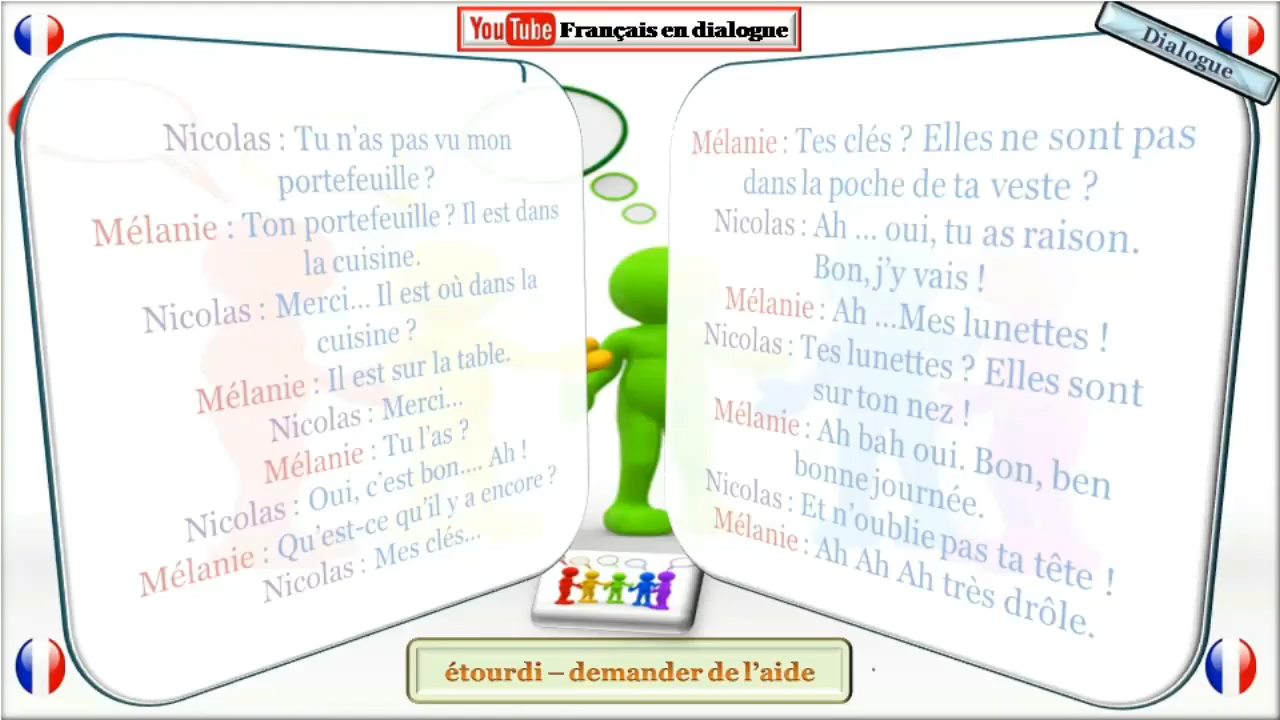 YouTube Français en dialogue
Dialogue
Nicolas : Tu n'as pas vu mon
portefeuille ?
Mélanie : Ton portefeuille ? Il est dans
la cuisine.
Nicolas : Merci... Il est où dans la
cuisine ?
Mélanie : Il est sur la table.
Nicolas : Merci...
Mélanie : Tu l'as ?
Nicolas : Oui, c'est bon.... Ah !
Mélanie : Qu'est-ce qu'il y a encore ?
Nicolas : Mes clés...
Mélanie : Tes clés ? Elles ne sont pas
dans la poche de ta veste ?
Nicolas : Ah ... oui, tu as raison.
Bon, j'y vais !
Mélanie : Ah ...Mes lunettes !
Nicolas : Tes lunettes ? Elles sont
sur ton nez !
Mélanie : Ah bah oui. Bon, ben
bonne journée.
Nicolas : Et n'oublie pas ta tête !
Mélanie : Ah Ah Ah très drôle.
étourdi – demander de l'aide